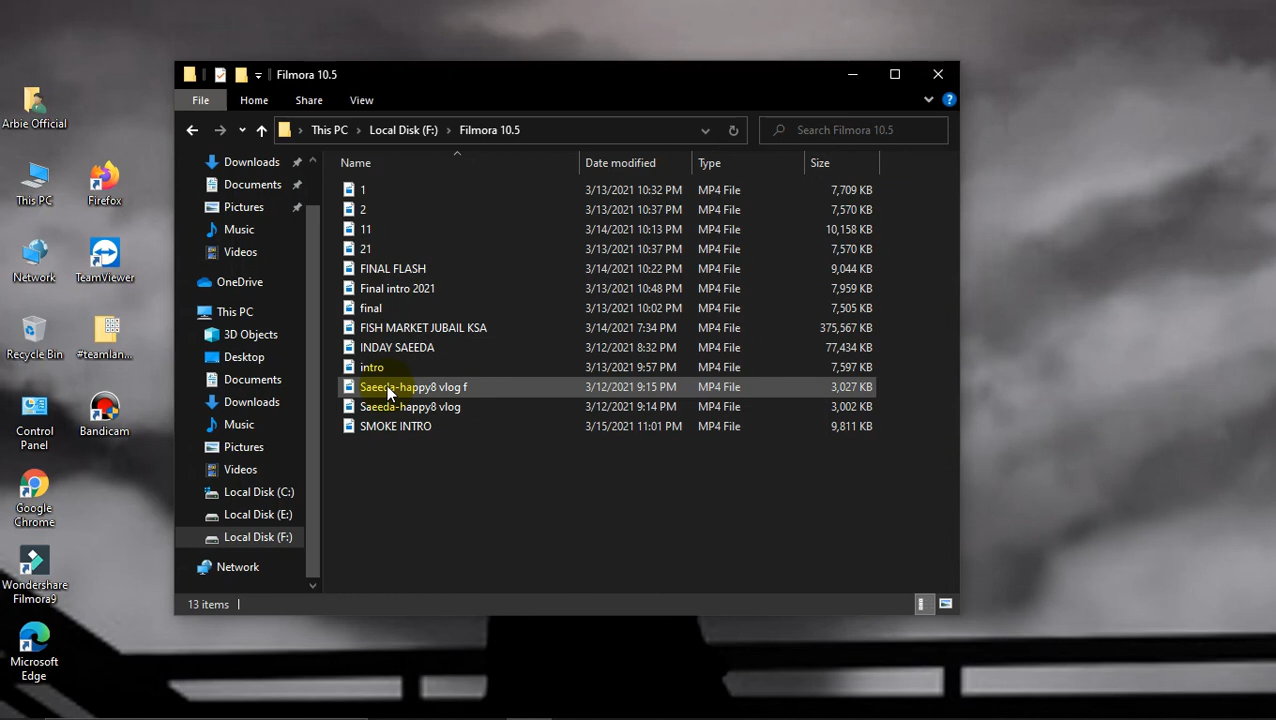 Filmora 10.5
File Home Share View
This PC Local Disk (F:) Filmora 10.5
Search Filmora 10.5
Downloads
Documents
Pictures
Music
Videos
OneDrive
This PC
3D Objects
Desktop
Documents
Downloads
Music
Pictures
Videos
Local Disk (C:)
Local Disk (E:)
Local Disk (F:)
Network
Name Date modified Type Size
1 3/13/2021 10:32 PM MP4 File 7,709 KB
2 3/13/2021 10:37 PM MP4 File 7,570 KB
11 3/14/2021 10:13 PM MP4 File 10,158 KB
21 3/13/2021 10:37 PM MP4 File 7,570 KB
FINAL FLASH 3/14/2021 10:22 PM MP4 File 9,044 KB
Final intro 2021 3/13/2021 10:48 PM MP4 File 7,959 KB
final 3/13/2021 10:02 PM MP4 File 7,505 KB
FISH MARKET JUBAIL KSA 3/14/2021 7:34 PM MP4 File 375,567 KB
INDAY SAEEDA 3/12/2021 8:32 PM MP4 File 77,434 KB
intro 3/13/2021 9:57 PM MP4 File 7,597 KB
Saeeda-happy8 vlog f 3/12/2021 9:15 PM MP4 File 3,027 KB
Saeeda-happy8 vlog 3/12/2021 9:14 PM MP4 File 3,002 KB
SMOKE INTRO 3/15/2021 11:01 PM MP4 File 9,811 KB
13 items
Arbie Official
This PC
Firefox
Network
TeamViewer
Recycle Bin
#teamlan...
Control
Panel
Bandicam
Google
Chrome
Wondershare
Filmora9
Microsoft
Edge